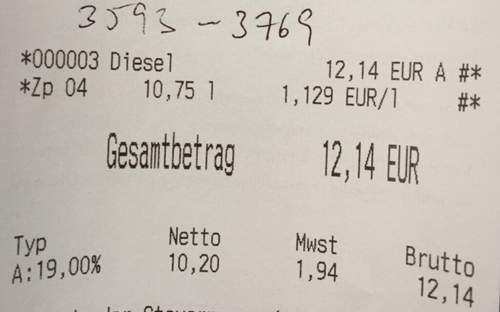 3593 - 3769
*000003 Diesel 12,14 EUR A #*
*Zp 04 10,75 l 1,129 EUR/l #*
Gesamtbetrag 12,14 EUR
Typ Netto Mwst Brutto
A:19,00% 10,20 1,94 12,14